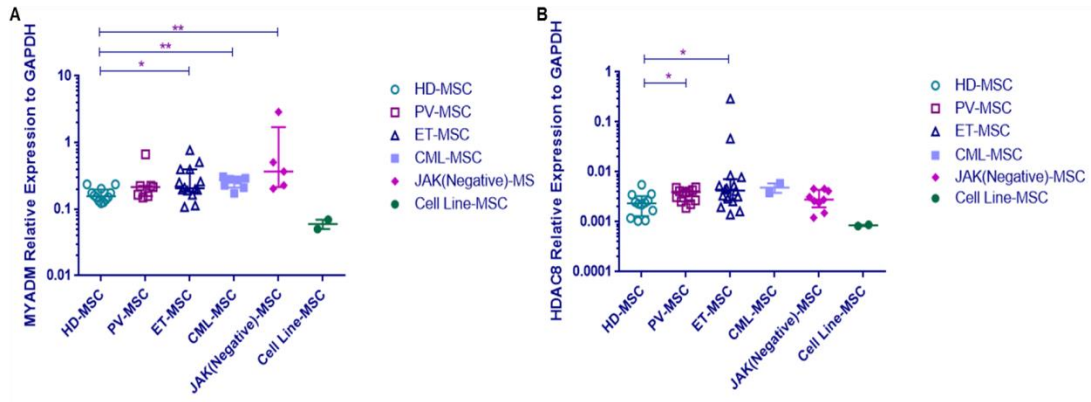 A
MYADM Relative Expression to GAPDH
**
**
*
10
1
0.1
0.01
HD-MSC
PV-MSC
ET-MSC
CML-MSC
JAK(Negative)-MSC
Cell Line-MSC
HD-MSC
PV-MSC
ET-MSC
CML-MSC
JAK(Negative)-MS
Cell Line-MSC
B
HDAC8 Relative Expression to GAPDH
*
*
1
0.1
0.01
0.001
0.0001
HD-MSC
PV-MSC
ET-MSC
CML-MSC
JAK(Negative)-MSC
Cell Line-MSC
HD-MSC
PV-MSC
ET-MSC
CML-MSC
JAK(Negative)-MSC
Cell Line-MSC